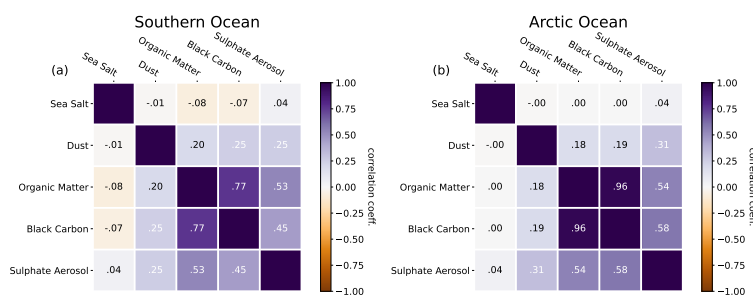 Southern Ocean
(a)
Sea Salt
Dust
Organic Matter
Black Carbon
Sulphate Aerosol
Sea Salt -.01 -.08 -.07 .04
Dust -.01 .20 .25 .25
Organic Matter -.08 .20 .77 .53
Black Carbon -.07 .25 .77 .45
Sulphate Aerosol .04 .25 .53 .45
1.00
0.75
0.50
0.25
0.00
−0.25
−0.50
−0.75
−1.00
correlation coeff.
Arctic Ocean
(b)
Sea Salt
Dust
Organic Matter
Black Carbon
Sulphate Aerosol
Sea Salt -.00 .00 .00 .04
Dust -.00 .18 .19 .31
Organic Matter .00 .18 .96 .54
Black Carbon .00 .19 .96 .58
Sulphate Aerosol .04 .31 .54 .58
1.00
0.75
0.50
0.25
0.00
−0.25
−0.50
−0.75
−1.00
correlation coeff.